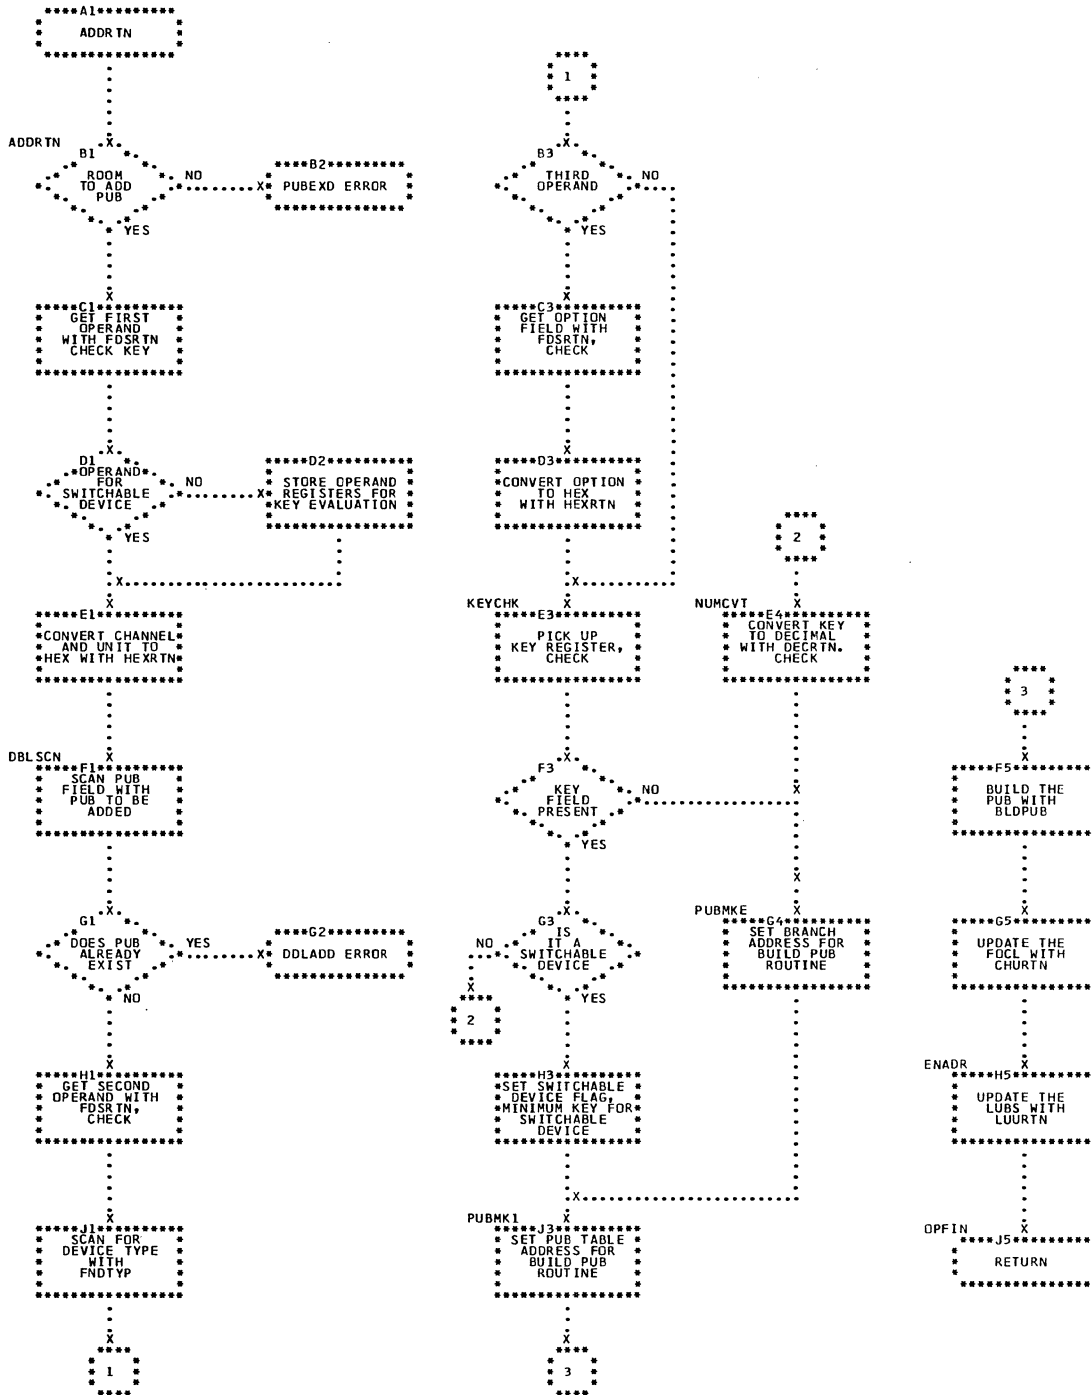 A1
ADDRTN
1
ADDRTN
B1
ROOM
TO ADD
PUB
NO
YES
B2
PUBEXD ERROR
B3
THIRD
OPERAND
NO
YES
C1
GET FIRST
OPERAND
WITH FDSRTN
CHECK KEY
C3
GET OPTION
FIELD WITH
FDSRTN,
CHECK
D1
OPERAND
FOR
SWITCHABLE
DEVICE
NO
YES
D2
STORE OPERAND
REGISTERS FOR
KEY EVALUATION
D3
CONVERT OPTION
TO HEX
WITH HEXRTN
2
E1
CONVERT CHANNEL
AND UNIT TO
HEX WITH HEXRTN
KEYCHK
E3
PICK UP
KEY REGISTER,
CHECK
NUMCVT
E4
CONVERT KEY
TO DECIMAL
WITH DECRTN.
CHECK
3
DBLSCN
F1
SCAN PUB
FIELD WITH
PUB TO BE
ADDED
F3
KEY
FIELD
PRESENT
NO
YES
F5
BUILD THE
PUB WITH
BLDPUB
G1
DOES PUB
ALREADY
EXIST
YES
NO
G2
DDLADD ERROR
G3
IS
IT A
SWITCHABLE
DEVICE
NO
YES
2
PUBMKE
G4
SET BRANCH
ADDRESS FOR
BUILD PUB
ROUTINE
G5
UPDATE THE
FOCL WITH
CHURTN
H1
GET SECOND
OPERAND WITH
FDSRTN,
CHECK
H3
SET SWITCHABLE
DEVICE FLAG,
MINIMUM KEY FOR
SWITCHABLE
DEVICE
ENADR
H5
UPDATE THE
LUBS WITH
LUURTN
J1
SCAN FOR
DEVICE TYPE
WITH
FNDTYP
PUBMK1
J3
SET PUB TABLE
ADDRESS FOR
BUILD PUB
ROUTINE
OPFIN
J5
RETURN
1
3